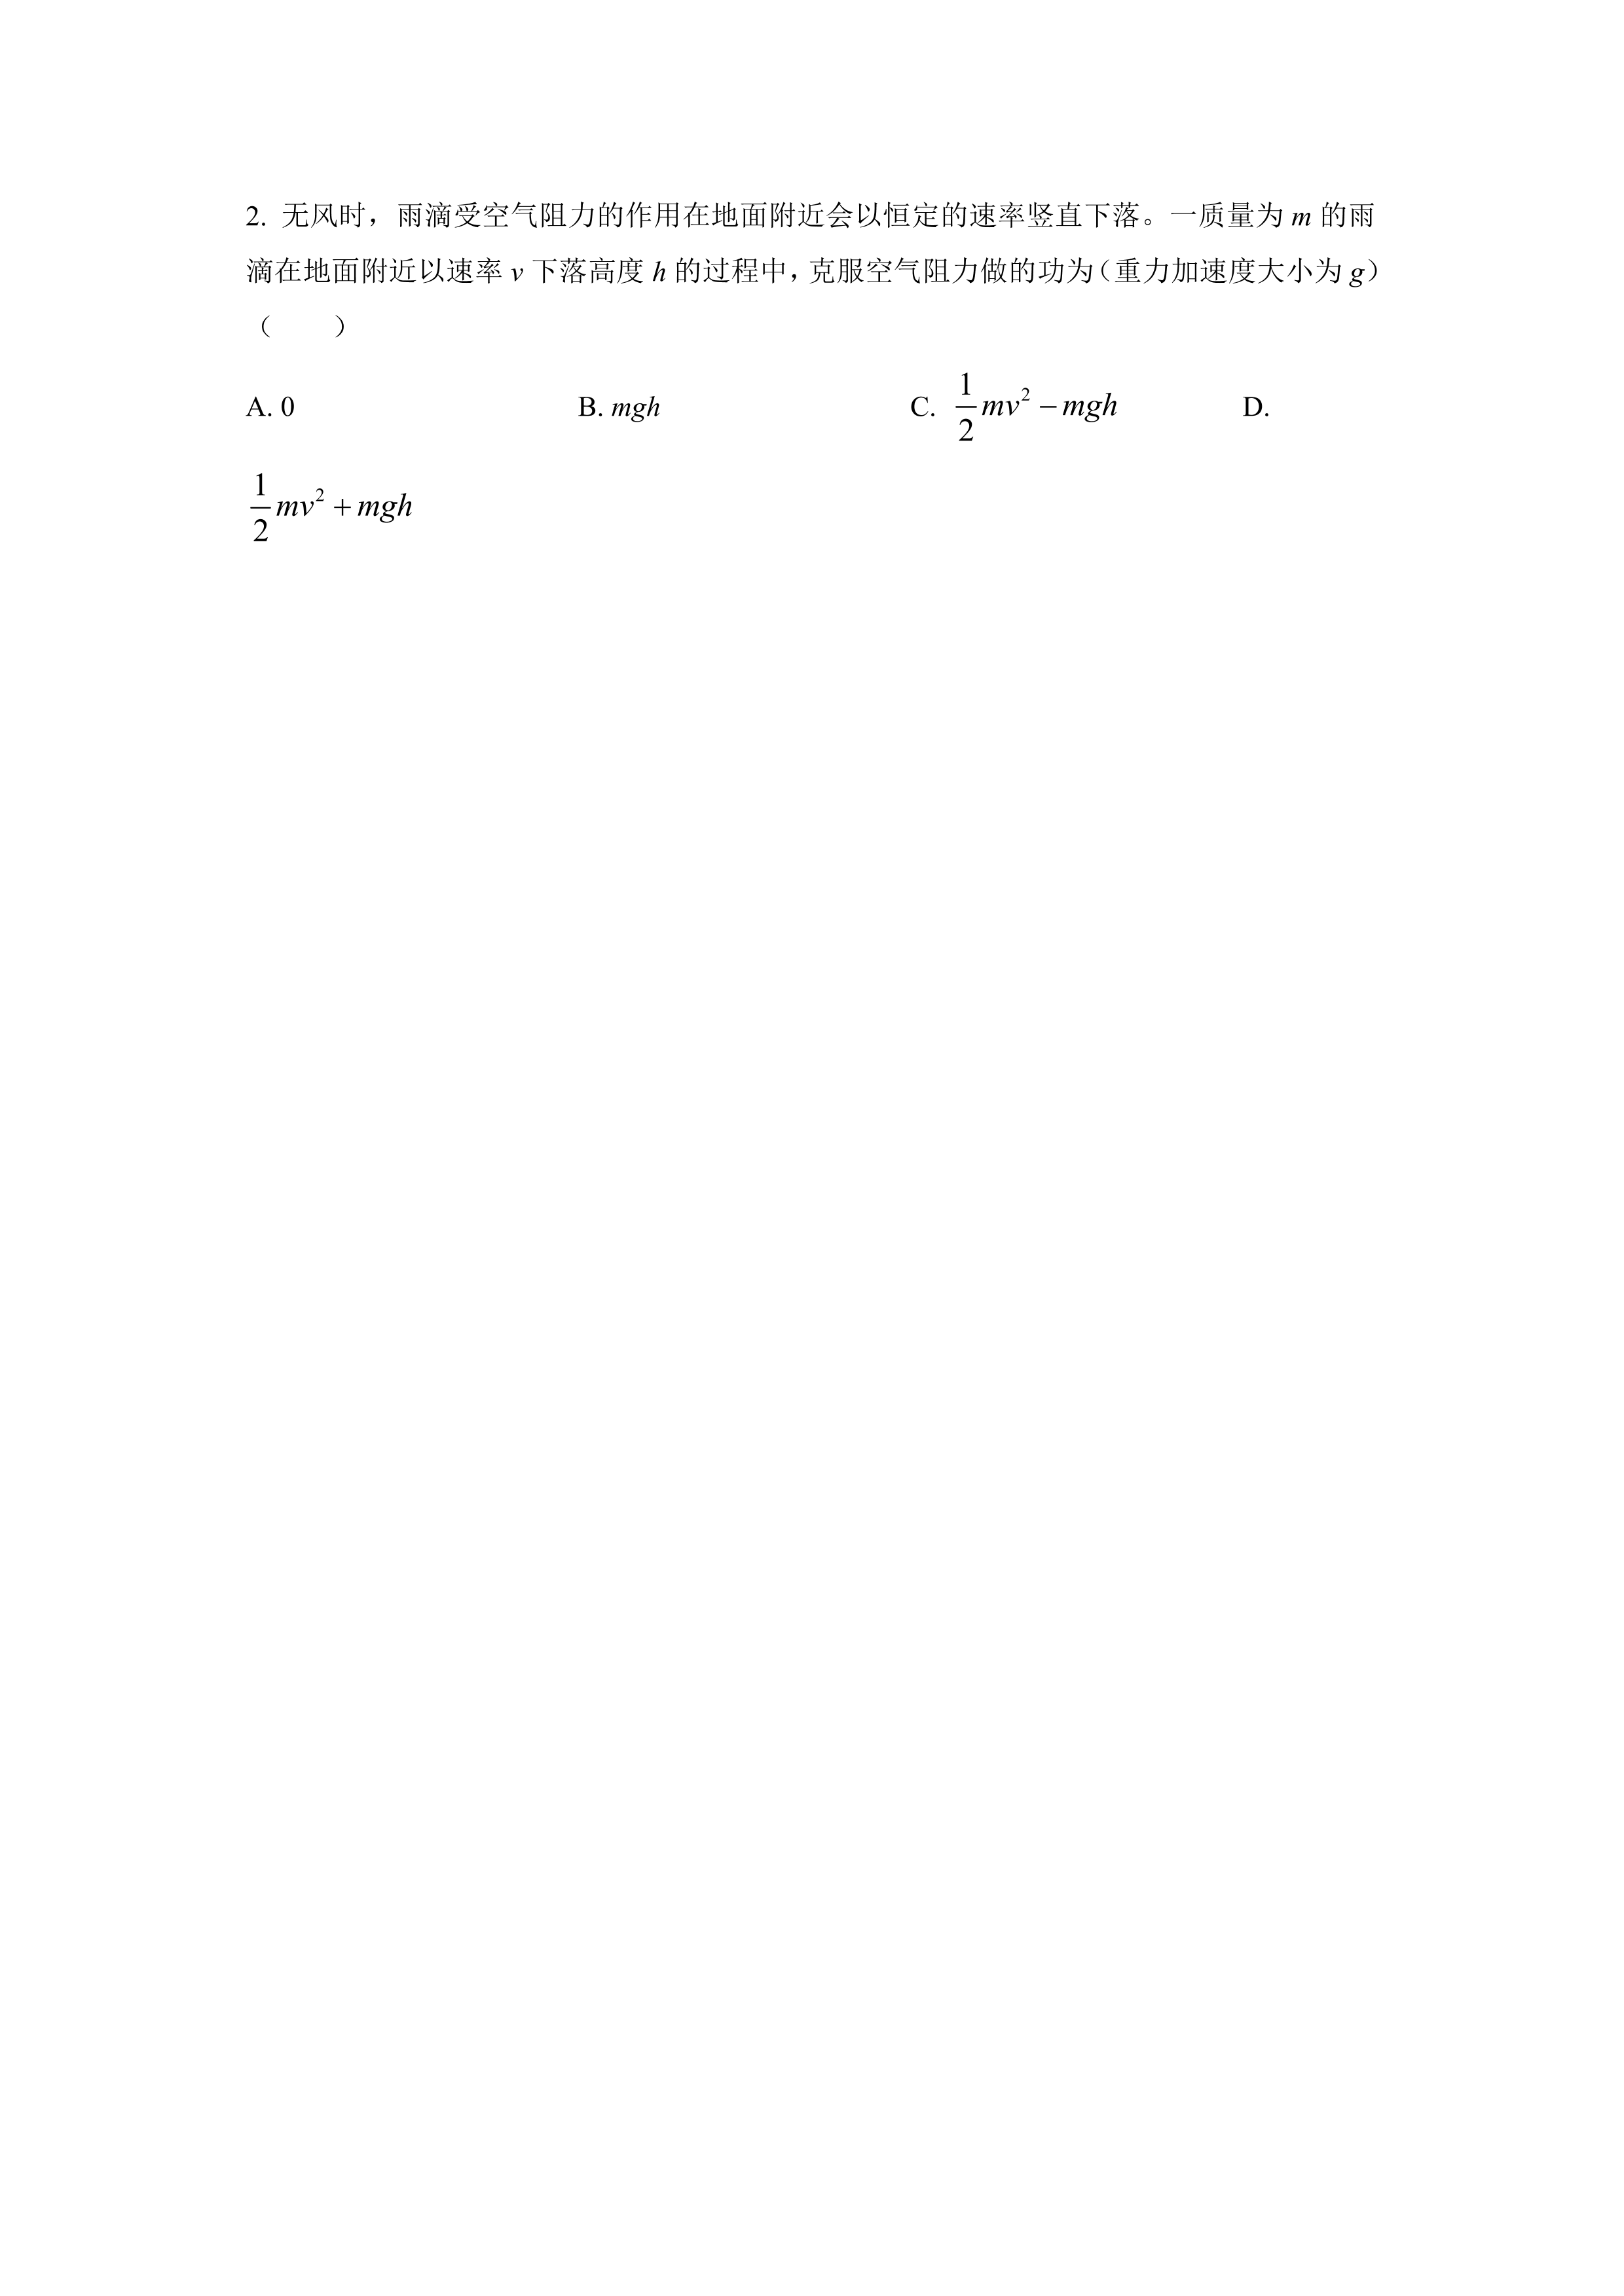 2. 无风时，雨滴受空气阻力的作用在地面附近会以恒定的速率竖直下落。一质量为 m 的雨
滴在地面附近以速率 v 下落高度 h 的过程中，克服空气阻力做的功为（重力加速度大小为 g）
（　　）
A. 0　　B. mgh　　C. \frac{1}{2}mv^2 - mgh　　D.
\frac{1}{2}mv^2 + mgh